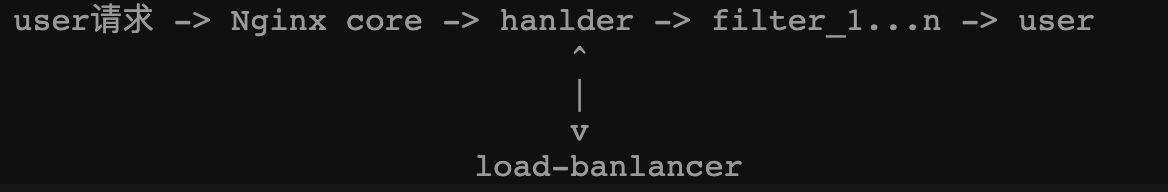 user请求 -> Nginx core -> hanlder -> filter_1...n -> user
^
|
v
load-banlancer